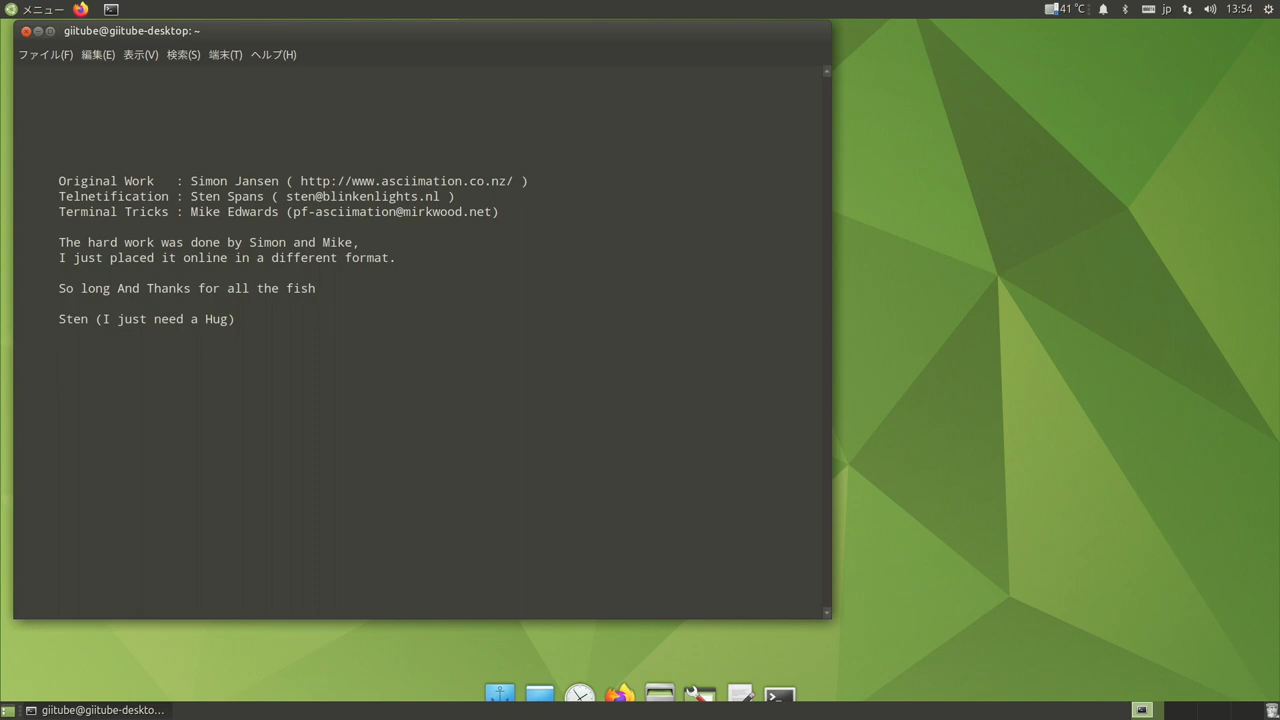 メニュー
41 ℃
jp
13:54
giitube@giitube-desktop: ~
ファイル(F) 編集(E) 表示(V) 検索(S) 端末(T) ヘルプ(H)
Original Work   : Simon Jansen ( http://www.asciimation.co.nz/ )
Telnetification : Sten Spans ( sten@blinkenlights.nl )
Terminal Tricks : Mike Edwards (pf-asciimation@mirkwood.net)
The hard work was done by Simon and Mike,
I just placed it online in a different format.
So long And Thanks for all the fish
Sten (I just need a Hug)
giitube@giitube-deskto...